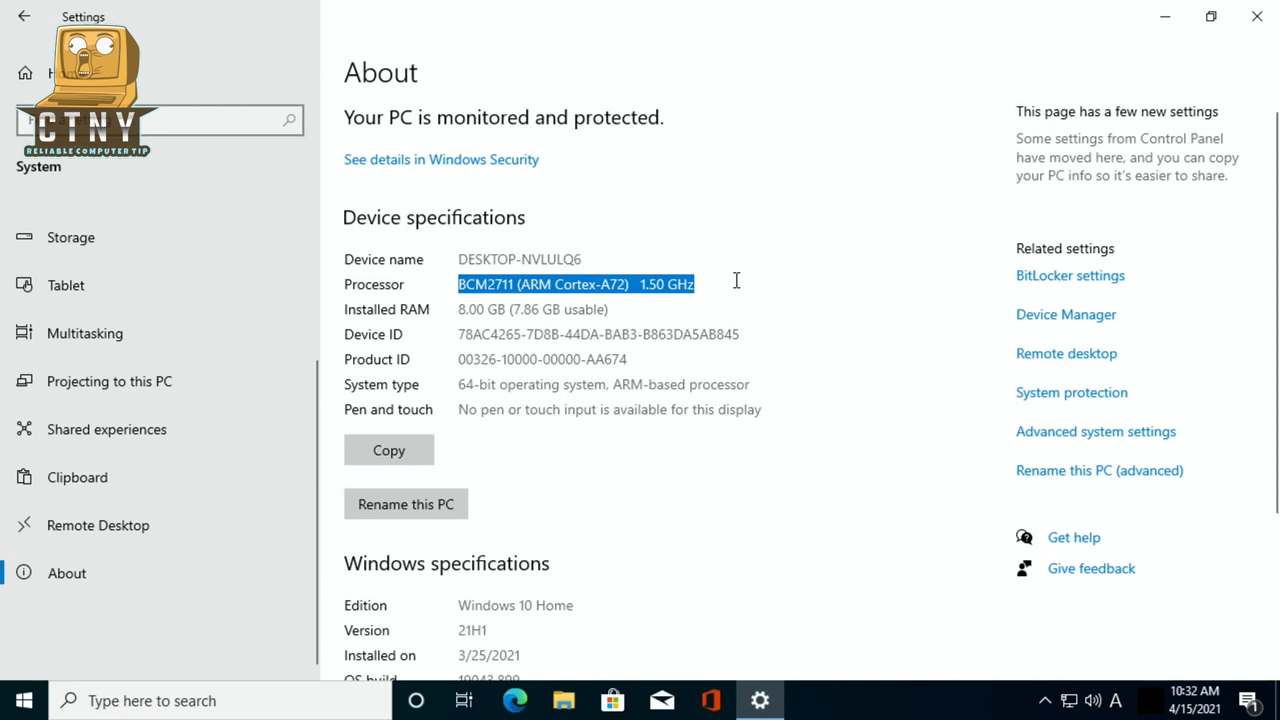 Settings
CTNY
RELIABLE COMPUTER TIP
System
Storage
Tablet
Multitasking
Projecting to this PC
Shared experiences
Clipboard
Remote Desktop
About
About
Your PC is monitored and protected.
See details in Windows Security
Device specifications
Device name DESKTOP-NVLULQ6
Processor BCM2711 (ARM Cortex-A72) 1.50 GHz
Installed RAM 8.00 GB (7.86 GB usable)
Device ID 78AC4265-7D8B-44DA-BAB3-B863DA5AB845
Product ID 00326-10000-00000-AA674
System type 64-bit operating system, ARM-based processor
Pen and touch No pen or touch input is available for this display
Copy
Rename this PC
Windows specifications
Edition Windows 10 Home
Version 21H1
Installed on 3/25/2021
OS build 19043.899
This page has a few new settings
Some settings from Control Panel
have moved here, and you can copy
your PC info so it's easier to share.
Related settings
BitLocker settings
Device Manager
Remote desktop
System protection
Advanced system settings
Rename this PC (advanced)
Get help
Give feedback
Type here to search
A
10:32 AM
4/15/2021
1